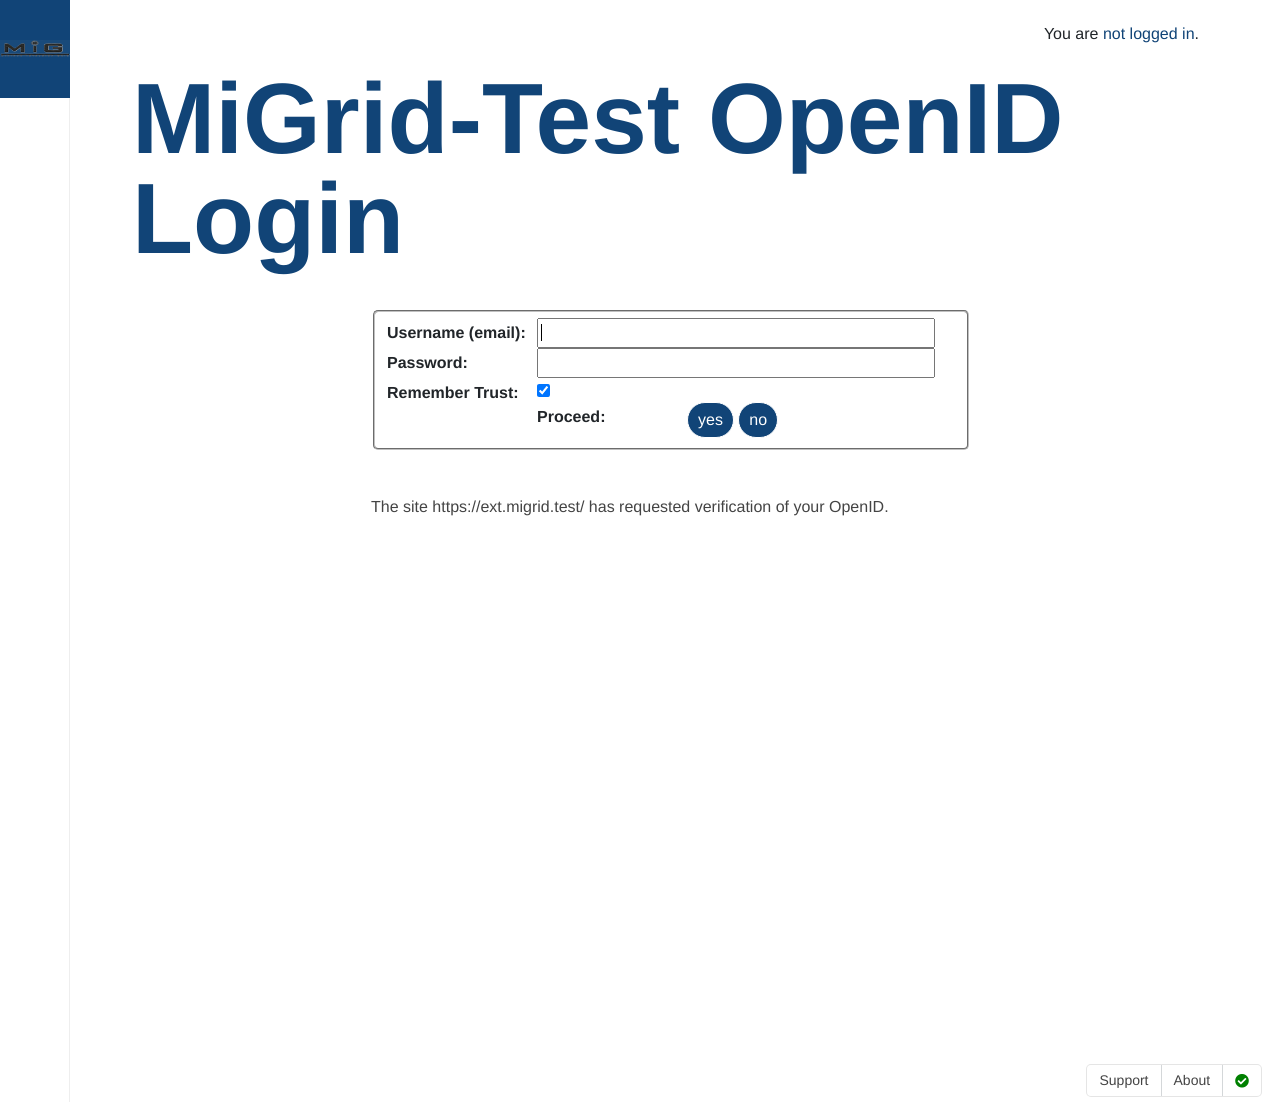 MiG
You are not logged in.
MiGrid-Test OpenID
Login
Username (email):
Password:
Remember Trust:
Proceed: yes no
The site https://ext.migrid.test/ has requested verification of your OpenID.
Support About